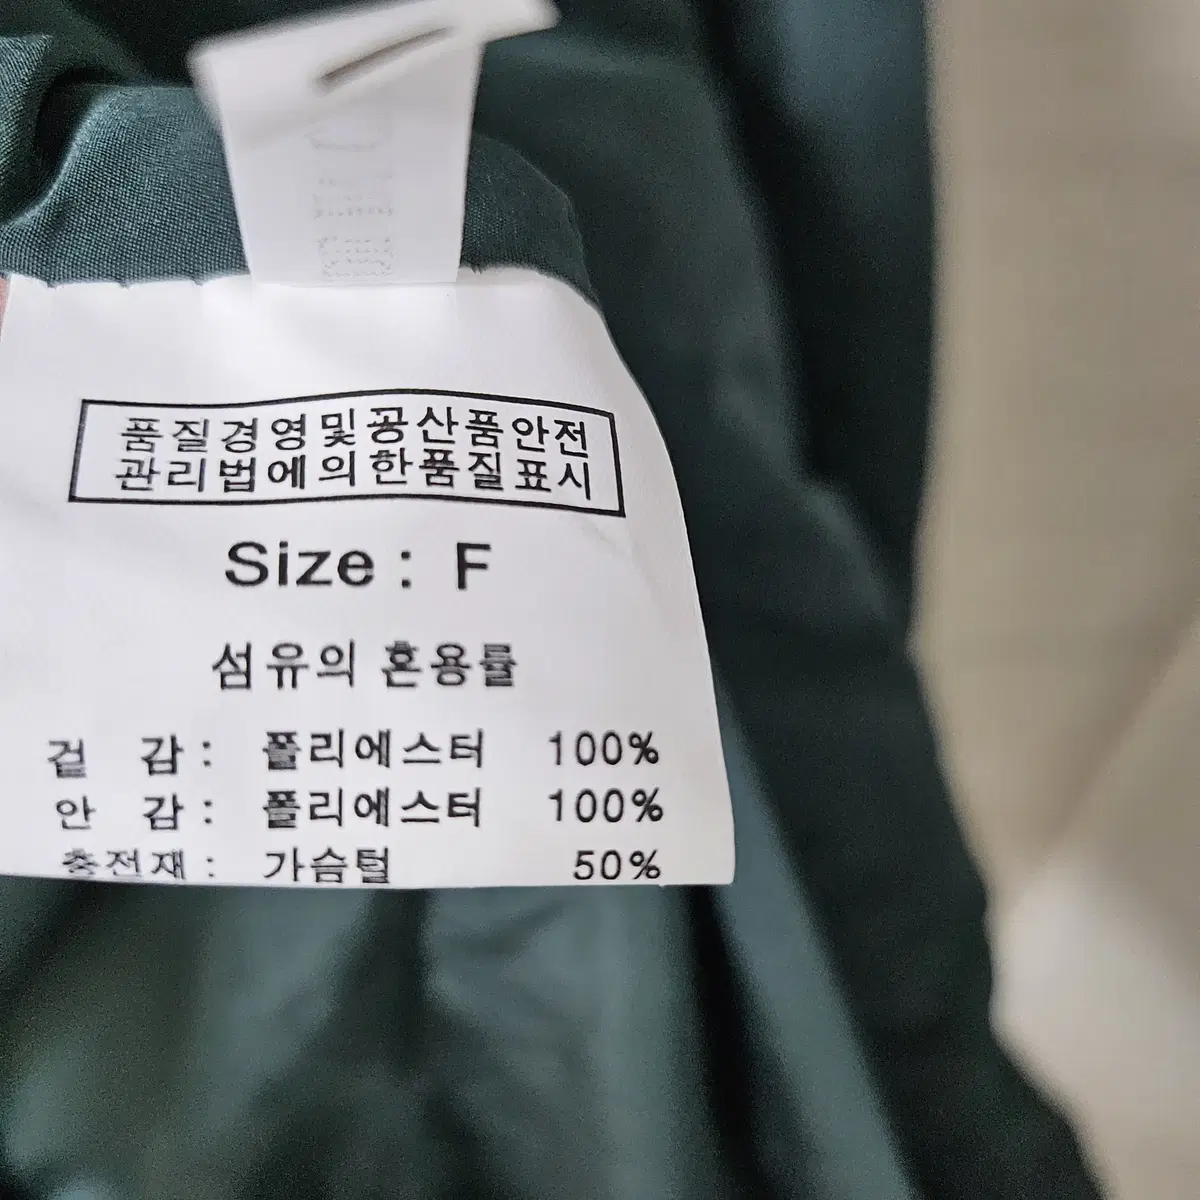 품질경영및공산품안전
관리법에의한품질표시
Size : F
섬유의 혼용률
겉 감 : 폴리에스터 100%
안 감 : 폴리에스터 100%
충전재 : 가슴털 50%